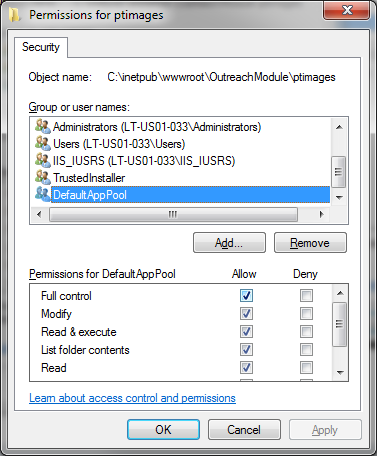 Permissions for ptimages
Security
Object name: C:\inetpub\wwwroot\OutreachModule\ptimages
Group or user names:
Administrators (LT-US01-033\Administrators)
Users (LT-US01-033\Users)
IIS_IUSRS (LT-US01-033\IIS_IUSRS)
TrustedInstaller
DefaultAppPool
Add... Remove
Permissions for DefaultAppPool Allow Deny
Full control
Modify
Read & execute
List folder contents
Read
Learn about access control and permissions
OK Cancel Apply